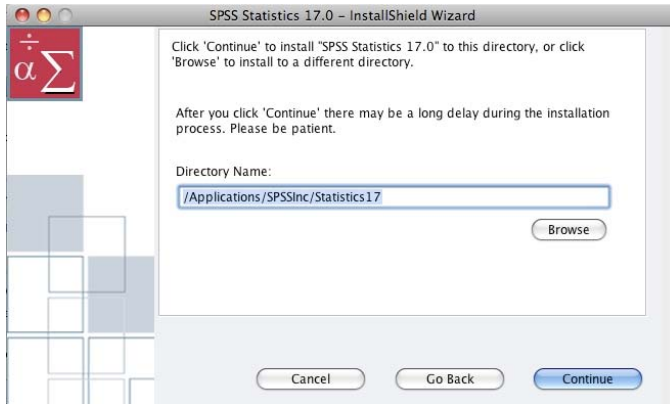 SPSS Statistics 17.0 – InstallShield Wizard
÷
α∑
Click 'Continue' to install "SPSS Statistics 17.0" to this directory, or click
'Browse' to install to a different directory.
After you click 'Continue' there may be a long delay during the installation
process. Please be patient.
Directory Name:
/Applications/SPSSInc/Statistics17
Browse
Cancel
Go Back
Continue